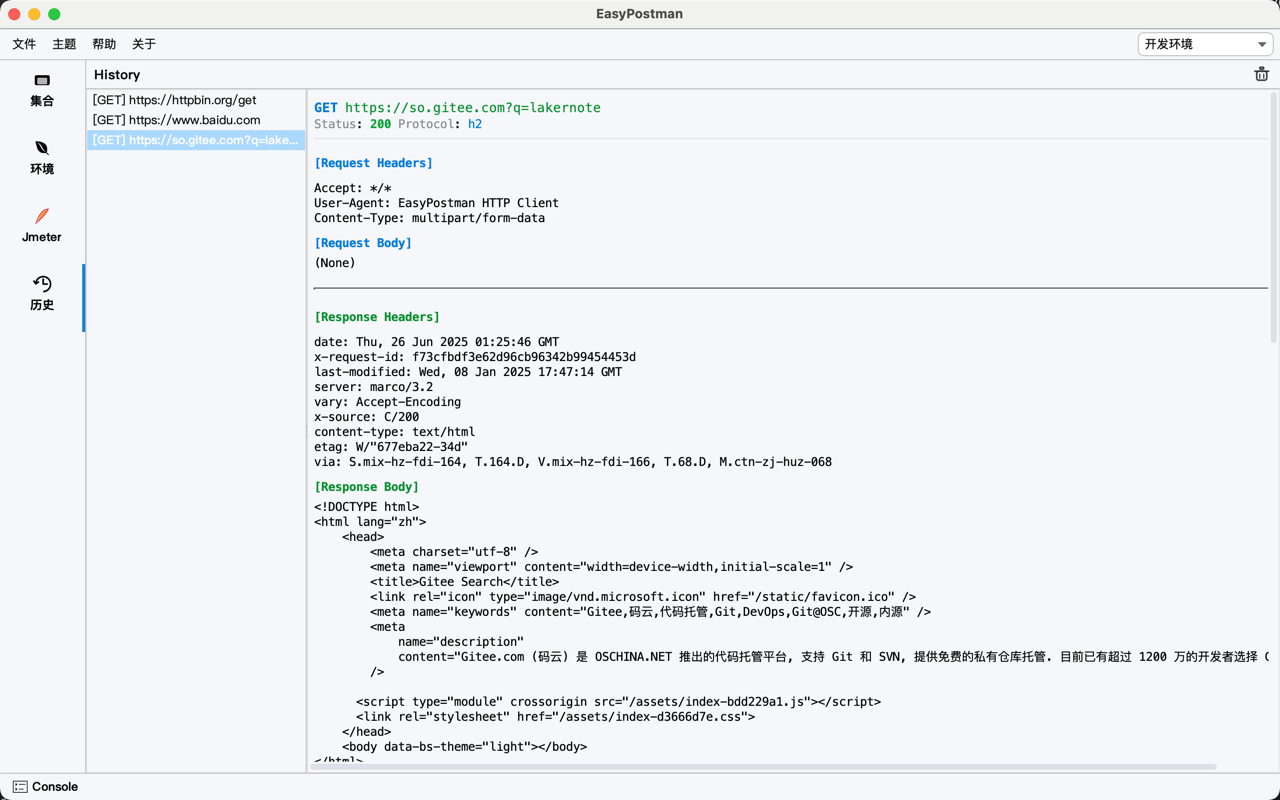 EasyPostman
文件 主题 帮助 关于
开发环境
集合
环境
Jmeter
历史
History
[GET] https://httpbin.org/get
[GET] https://www.baidu.com
[GET] https://so.gitee.com?q=lake...
GET https://so.gitee.com?q=lakernote
Status: 200 Protocol: h2
[Request Headers]
Accept: */*
User-Agent: EasyPostman HTTP Client
Content-Type: multipart/form-data
[Request Body]
(None)
[Response Headers]
date: Thu, 26 Jun 2025 01:25:46 GMT
x-request-id: f73cfbdf3e62d96cb96342b99454453d
last-modified: Wed, 08 Jan 2025 17:47:14 GMT
server: marco/3.2
vary: Accept-Encoding
x-source: C/200
content-type: text/html
etag: W/"677eba22-34d"
via: S.mix-hz-fdi-164, T.164.D, V.mix-hz-fdi-166, T.68.D, M.ctn-zj-huz-068
[Response Body]
<!DOCTYPE html>
<html lang="zh">
<head>
<meta charset="utf-8" />
<meta name="viewport" content="width=device-width,initial-scale=1" />
<title>Gitee Search</title>
<link rel="icon" type="image/vnd.microsoft.icon" href="/static/favicon.ico" />
<meta name="keywords" content="Gitee,码云,代码托管,Git,DevOps,Git@OSC,开源,内源" />
<meta
name="description"
content="Gitee.com (码云) 是 OSCHINA.NET 推出的代码托管平台, 支持 Git 和 SVN, 提供免费的私有仓库托管. 目前已有超过 1200 万的开发者选择
/>
<script type="module" crossorigin src="/assets/index-bdd229a1.js"></script>
<link rel="stylesheet" href="/assets/index-d3666d7e.css">
</head>
<body data-bs-theme="light"></body>
</html>
Console